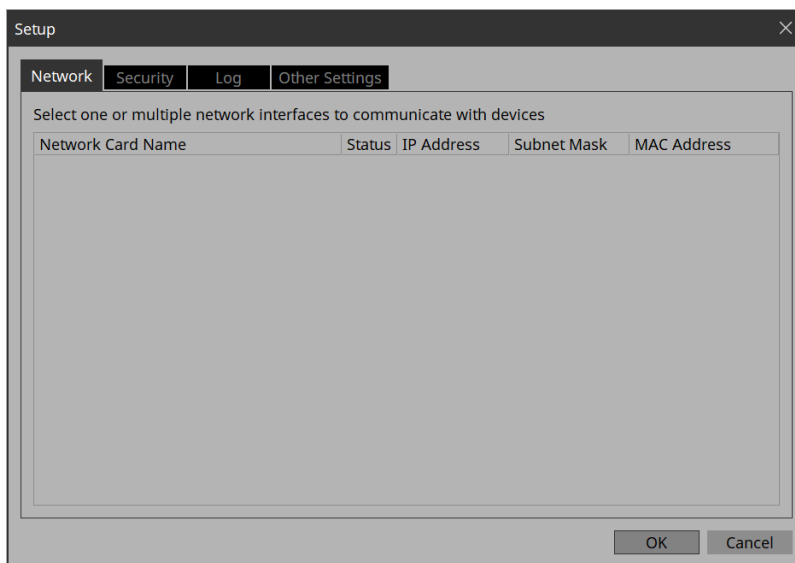 Setup
Network Security Log Other Settings
Select one or multiple network interfaces to communicate with devices
Network Card Name Status IP Address Subnet Mask MAC Address
OK Cancel